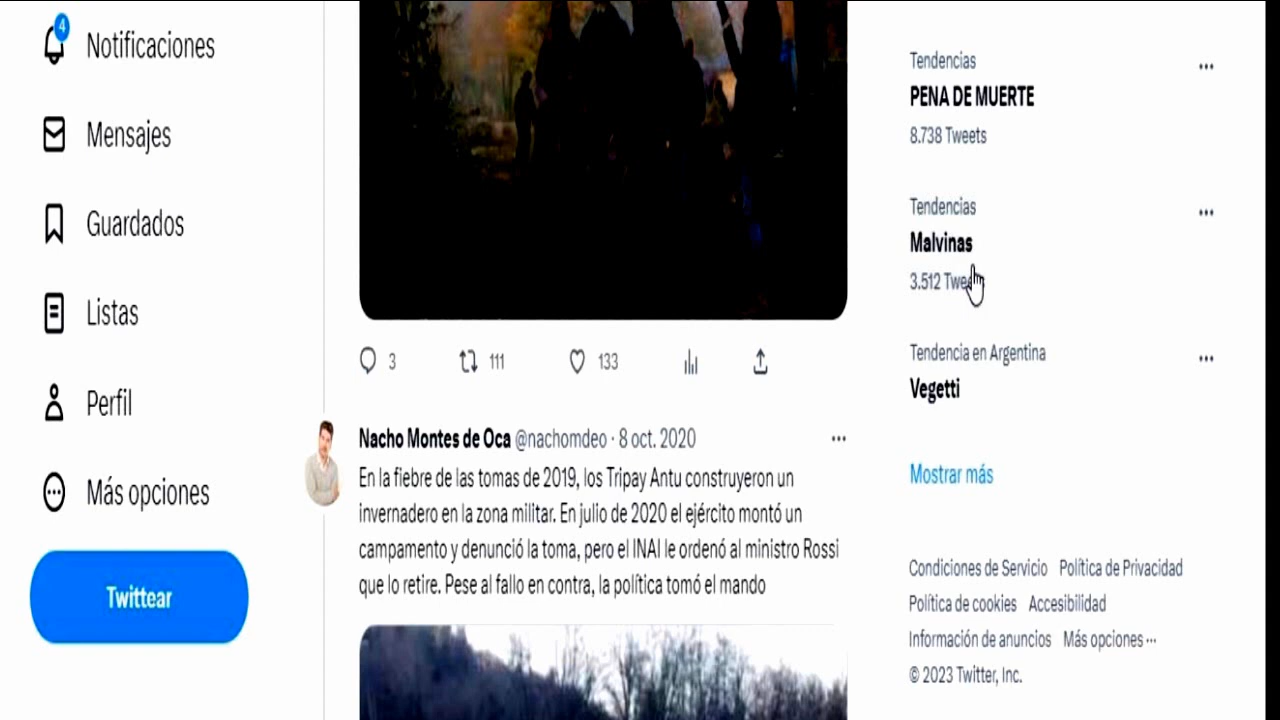 4
Notificaciones
Mensajes
Guardados
Listas
Perfil
Más opciones
Twittear
3 111 133
Nacho Montes de Oca @nachomdeo · 8 oct. 2020
En la fiebre de las tomas de 2019, los Tripay Antu construyeron un
invernadero en la zona militar. En julio de 2020 el ejército montó un
campamento y denunció la toma, pero el INAI le ordenó al ministro Rossi
que lo retire. Pese al fallo en contra, la política tomó el mando
Tendencias
PENA DE MUERTE
8.738 Tweets
Tendencias
Malvinas
3.512
Tendencia en Argentina
Vegetti
Mostrar más
Condiciones de Servicio Política de Privacidad
Política de cookies Accesibilidad
Información de anuncios Más opciones ···
© 2023 Twitter, Inc.